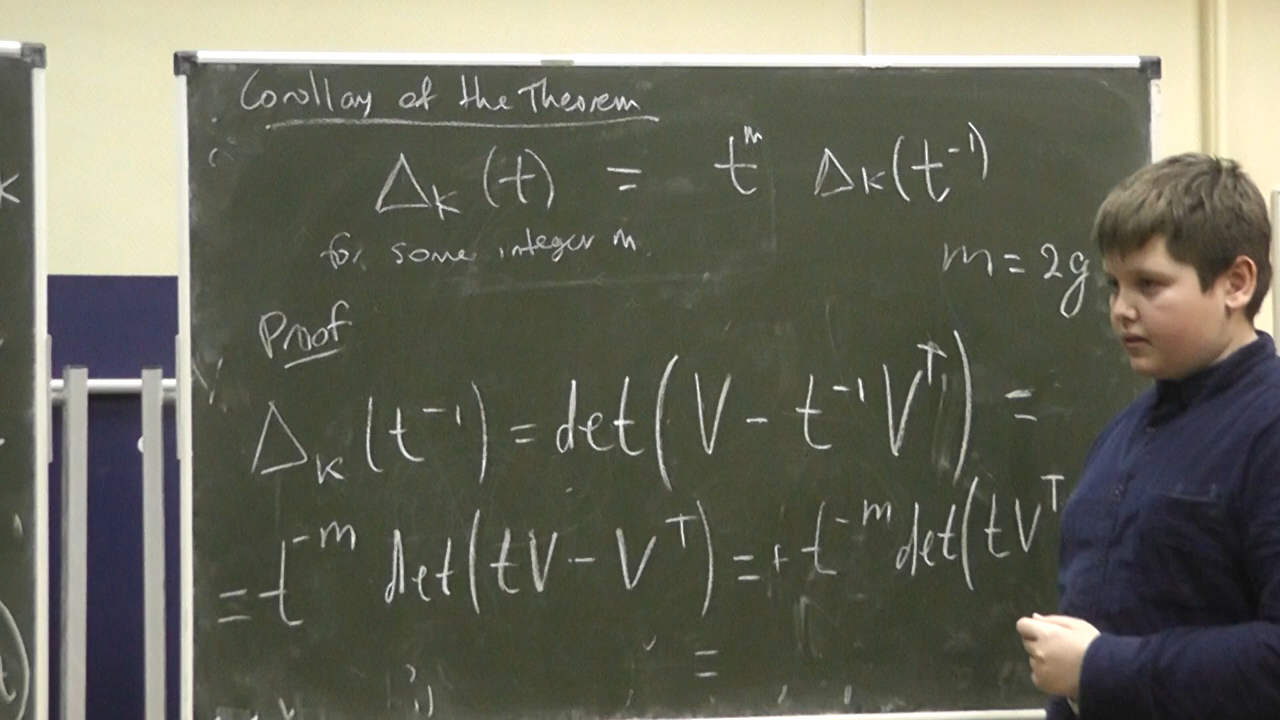 Corollay of the Theorem
Δ_K (t) = t^m Δ_K(t^{-1})
for some integer m.
m = 2g
Proof
Δ_K (t^{-1}) = det(V - t^{-1} V^T) =
= t^{-m} det(tV - V^T) = + t^{-m} det(tV^T
=